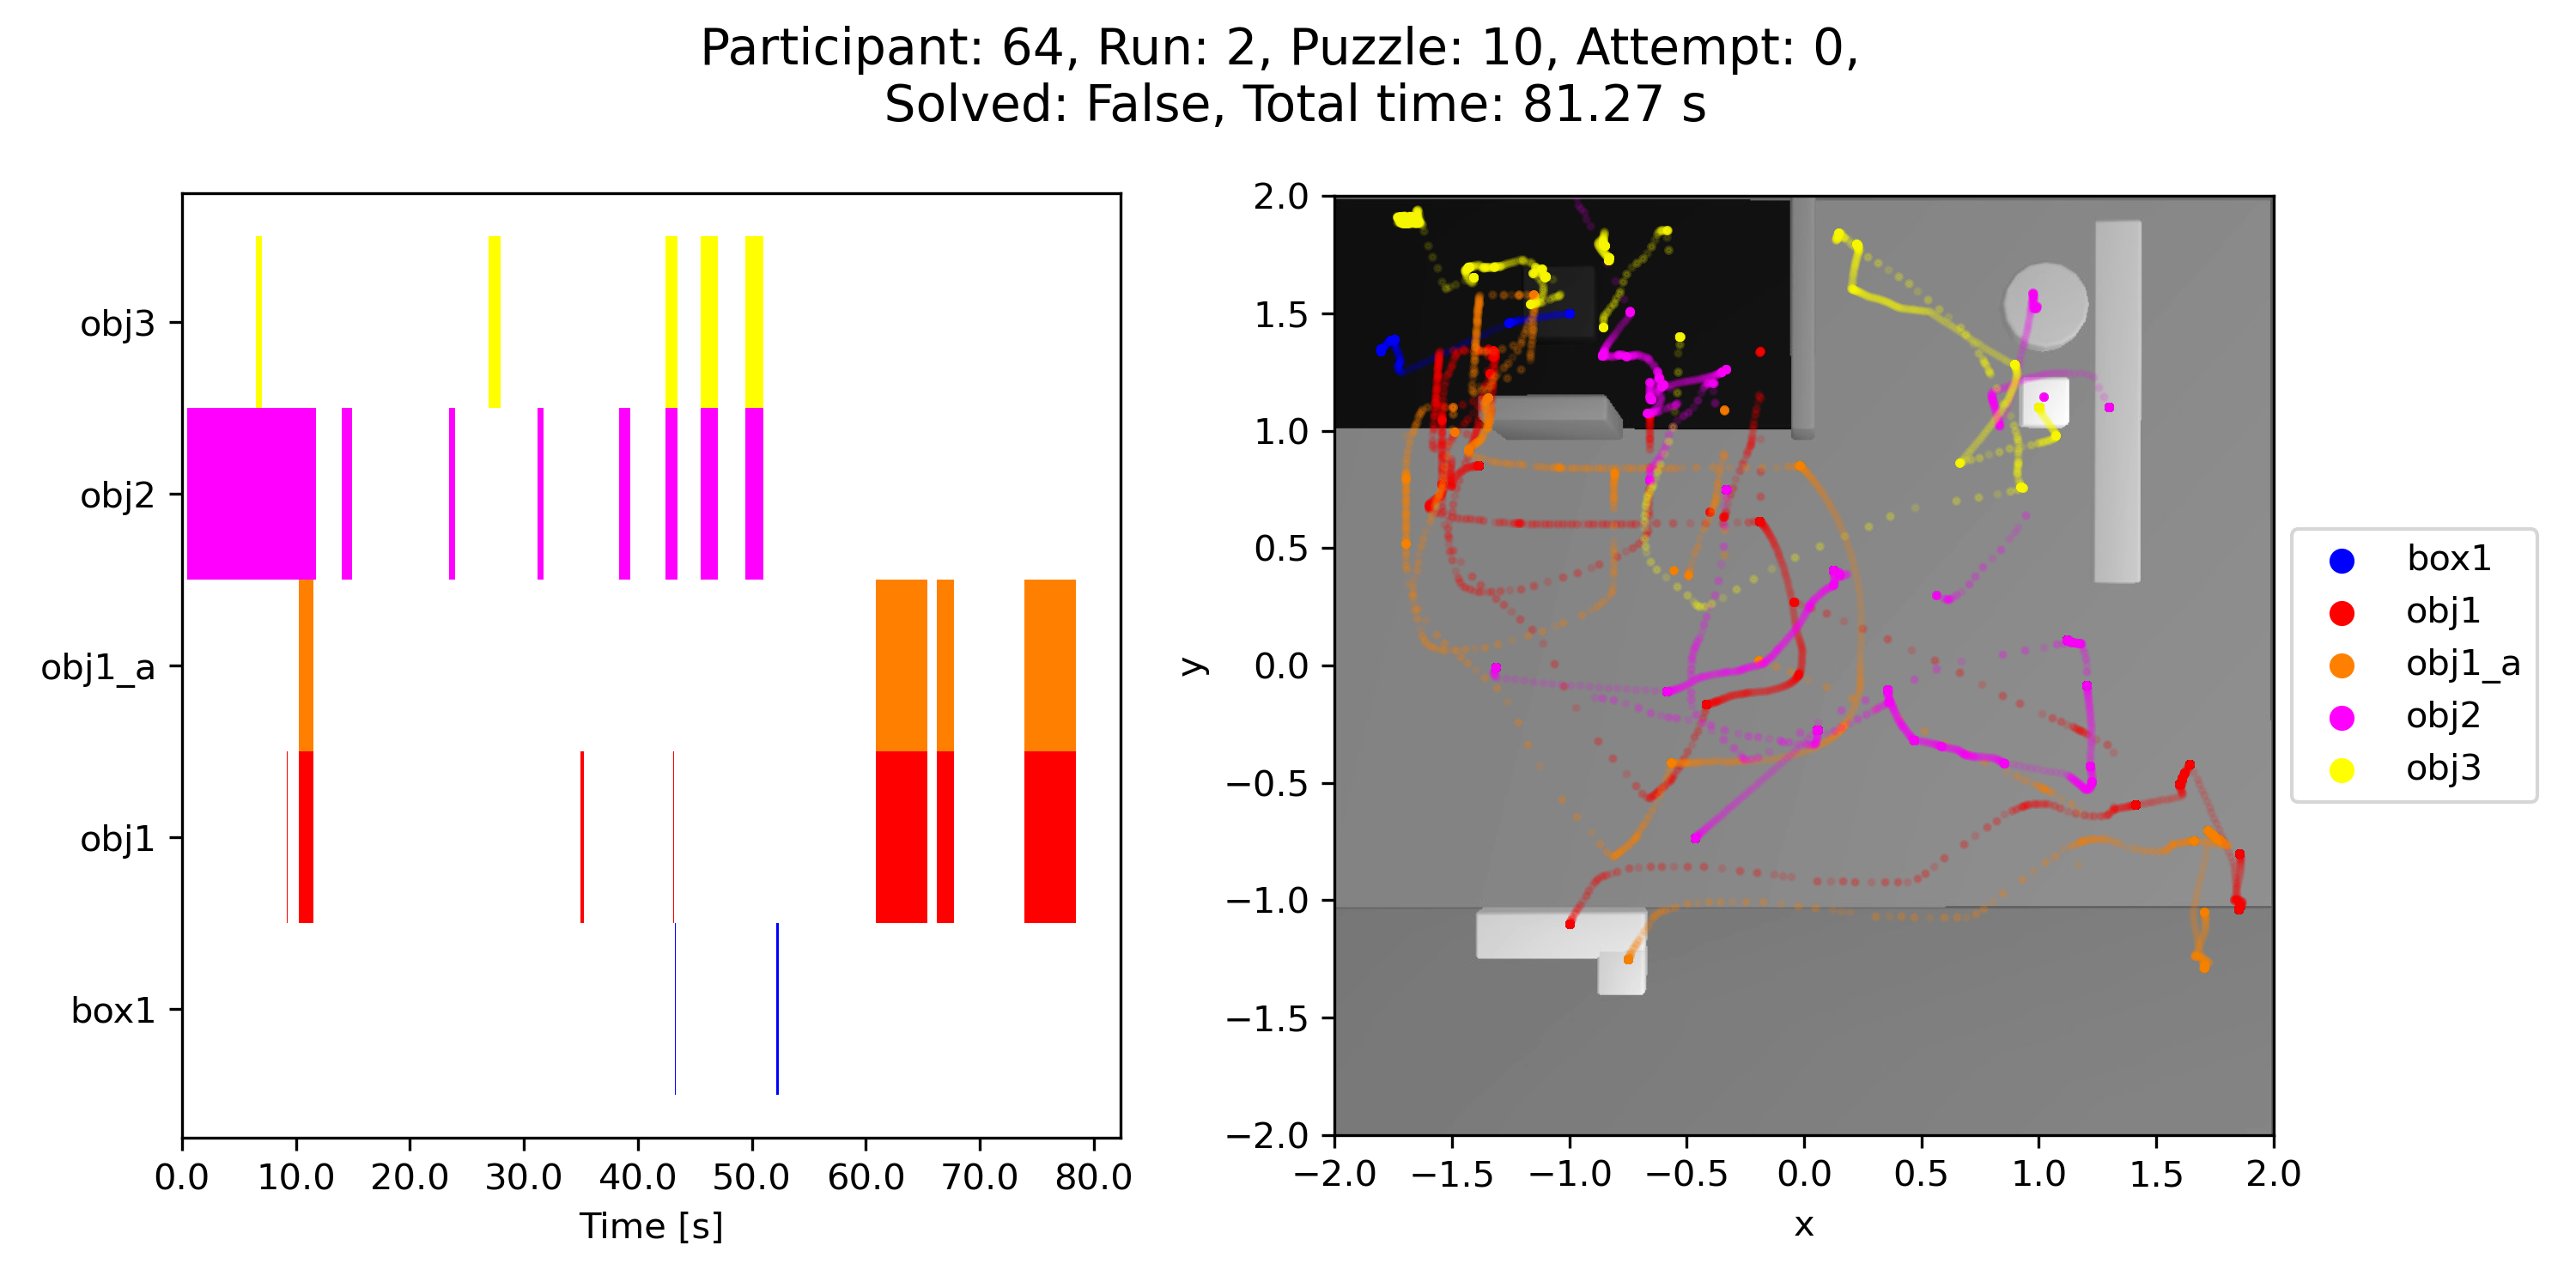 Participant: 64, Run: 2, Puzzle: 10, Attempt: 0,
Solved: False, Total time: 81.27 s
obj3
obj2
obj1_a
obj1
box1
0.0 10.0 20.0 30.0 40.0 50.0 60.0 70.0 80.0
Time [s]
2.0
1.5
1.0
0.5
0.0
−0.5
−1.0
−1.5
−2.0
y
−2.0 −1.5 −1.0 −0.5 0.0 0.5 1.0 1.5 2.0
x
box1
obj1
obj1_a
obj2
obj3